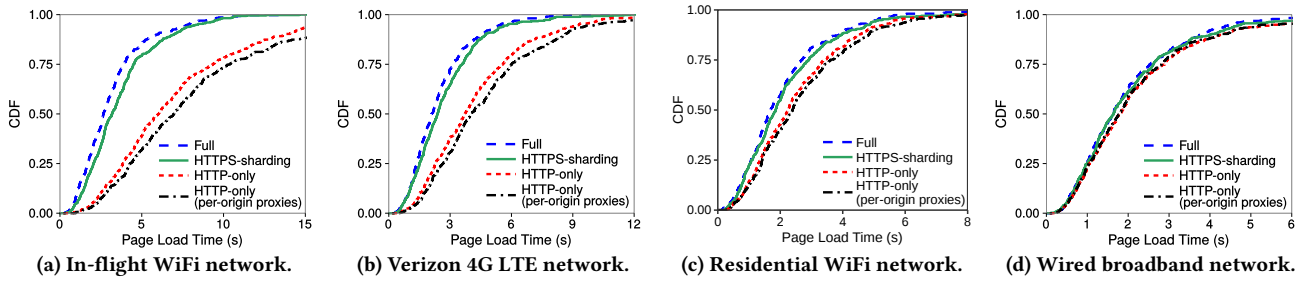 1.00
0.75
0.50
0.25
0.00
CDF
Full
HTTPS-sharding
HTTP-only
HTTP-only
(per-origin proxies)
0 5 10 15
Page Load Time (s)
(a) In-flight WiFi network.
1.00
0.75
0.50
0.25
0.00
CDF
Full
HTTPS-sharding
HTTP-only
HTTP-only
(per-origin proxies)
0 3 6 9 12
Page Load Time (s)
(b) Verizon 4G LTE network.
1.00
0.75
0.50
0.25
0.00
CDF
Full
HTTPS-sharding
HTTP-only
HTTP-only
(per-origin proxies)
0 2 4 6 8
Page Load Time (s)
(c) Residential WiFi network.
1.00
0.75
0.50
0.25
0.00
CDF
Full
HTTPS-sharding
HTTP-only
HTTP-only
(per-origin proxies)
0 1 2 3 4 5 6
Page Load Time (s)
(d) Wired broadband network.